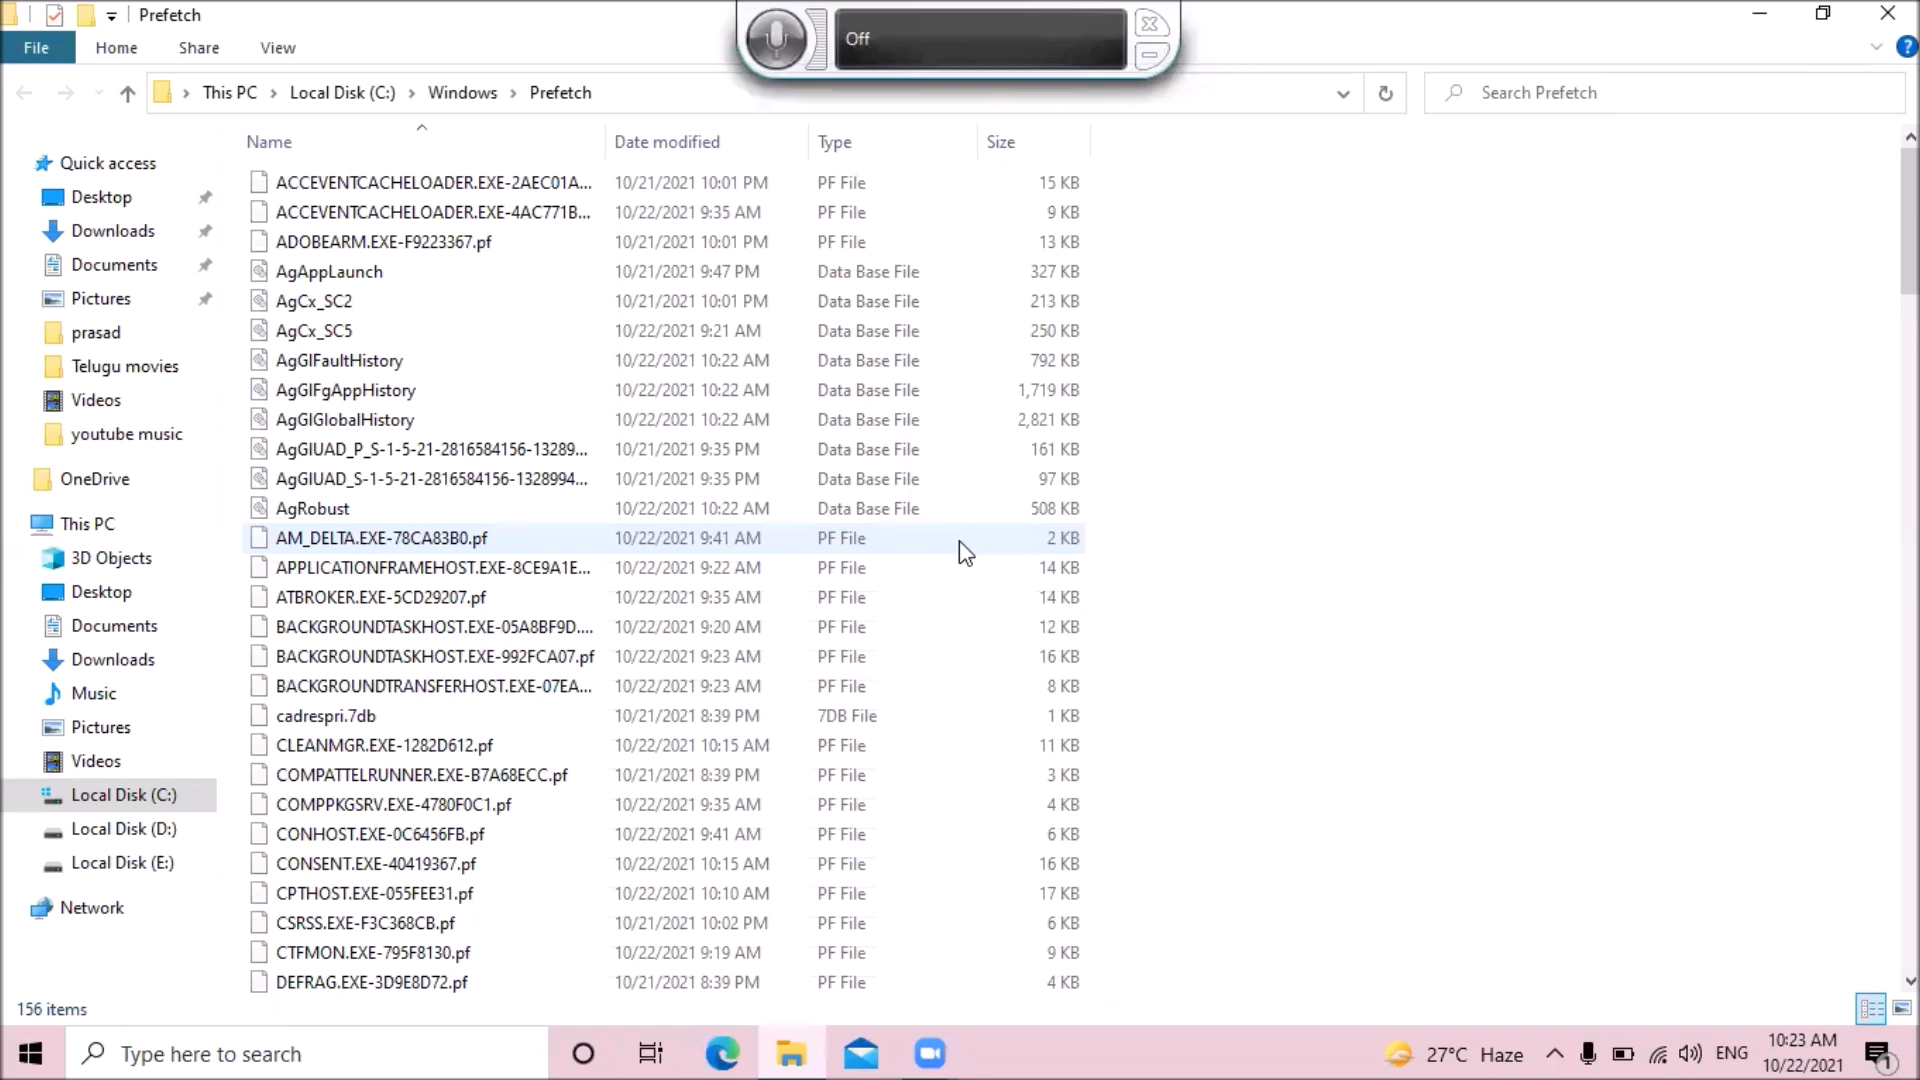 Prefetch
Off
File Home Share View
This PC Local Disk (C:) Windows Prefetch
Search Prefetch
Name Date modified Type Size
Quick access
Desktop
Downloads
Documents
Pictures
prasad
Telugu movies
Videos
youtube music
OneDrive
This PC
3D Objects
Desktop
Documents
Downloads
Music
Pictures
Videos
Local Disk (C:)
Local Disk (D:)
Local Disk (E:)
Network
ACCEVENTCACHELOADER.EXE-2AEC01A... 10/21/2021 10:01 PM PF File 15 KB
ACCEVENTCACHELOADER.EXE-4AC771B... 10/22/2021 9:35 AM PF File 9 KB
ADOBEARM.EXE-F9223367.pf 10/21/2021 10:01 PM PF File 13 KB
AgAppLaunch 10/21/2021 9:47 PM Data Base File 327 KB
AgCx_SC2 10/21/2021 10:01 PM Data Base File 213 KB
AgCx_SC5 10/22/2021 9:21 AM Data Base File 250 KB
AgGlFaultHistory 10/22/2021 10:22 AM Data Base File 792 KB
AgGlFgAppHistory 10/22/2021 10:22 AM Data Base File 1,719 KB
AgGlGlobalHistory 10/22/2021 10:22 AM Data Base File 2,821 KB
AgGlUAD_P_S-1-5-21-2816584156-13289... 10/21/2021 9:35 PM Data Base File 161 KB
AgGlUAD_S-1-5-21-2816584156-1328994... 10/21/2021 9:35 PM Data Base File 97 KB
AgRobust 10/22/2021 10:22 AM Data Base File 508 KB
AM_DELTA.EXE-78CA83B0.pf 10/22/2021 9:41 AM PF File 2 KB
APPLICATIONFRAMEHOST.EXE-8CE9A1E... 10/22/2021 9:22 AM PF File 14 KB
ATBROKER.EXE-5CD29207.pf 10/22/2021 9:35 AM PF File 14 KB
BACKGROUNDTASKHOST.EXE-05A8BF9D.... 10/22/2021 9:20 AM PF File 12 KB
BACKGROUNDTASKHOST.EXE-992FCA07.pf 10/22/2021 9:23 AM PF File 16 KB
BACKGROUNDTRANSFERHOST.EXE-07EA... 10/22/2021 9:23 AM PF File 8 KB
cadrespri.7db 10/21/2021 8:39 PM 7DB File 1 KB
CLEANMGR.EXE-1282D612.pf 10/22/2021 10:15 AM PF File 11 KB
COMPATTELRUNNER.EXE-B7A68ECC.pf 10/21/2021 8:39 PM PF File 3 KB
COMPPKGSRV.EXE-4780F0C1.pf 10/22/2021 9:35 AM PF File 4 KB
CONHOST.EXE-0C6456FB.pf 10/22/2021 9:41 AM PF File 6 KB
CONSENT.EXE-40419367.pf 10/22/2021 10:15 AM PF File 16 KB
CPTHOST.EXE-055FEE31.pf 10/22/2021 10:10 AM PF File 17 KB
CSRSS.EXE-F3C368CB.pf 10/21/2021 10:02 PM PF File 6 KB
CTFMON.EXE-795F8130.pf 10/22/2021 9:19 AM PF File 9 KB
DEFRAG.EXE-3D9E8D72.pf 10/21/2021 8:39 PM PF File 4 KB
156 items
Type here to search
27°C Haze
ENG
10:23 AM
10/22/2021
1